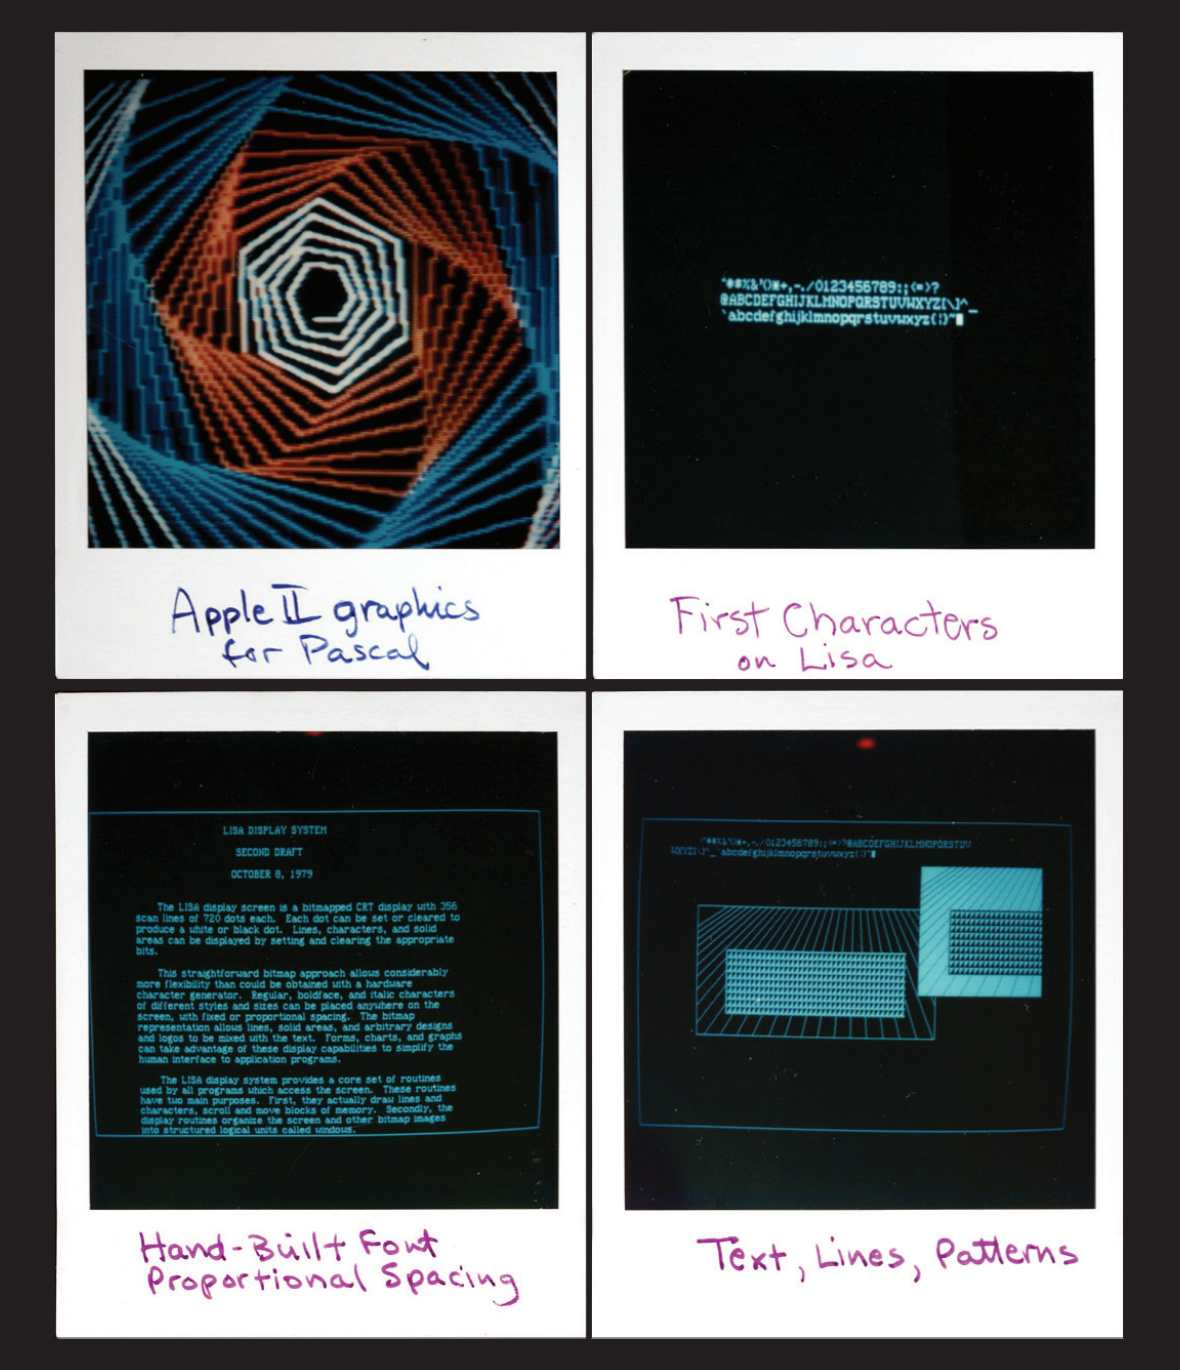 Apple II graphics
for Pascal
"#$%&'()*+,-./0123456789:;<=>?
@ABCDEFGHIJKLMNOPQRSTUVWXYZ[\]^_
`abcdefghijklmnopqrstuvwxyz{|}~
First Characters
on Lisa
LISA DISPLAY SYSTEM
SECOND DRAFT
OCTOBER 8, 1979
The LISA display screen is a bitmapped CRT display with 356
scan lines of 720 dots each. Each dot can be set or cleared to
produce a white or black dot. Lines, characters, and solid
areas can be displayed by setting and clearing the appropriate
bits.
This straightforward bitmap approach allows considerably
more flexibility than could be obtained with a hardware
character generator. Regular, boldface, and italic characters
of different styles and sizes can be placed anywhere on the
screen, with fixed or proportional spacing. The bitmap
representation allows lines, solid areas, and arbitrary designs
and logos to be mixed with the text. Forms, charts, and graphs
can take advantage of these display capabilities to simplify the
human interface to application programs.
The LISA display system provides a core set of routines
used by all programs which access the screen. These routines
have two main purposes. First, they actually draw lines and
characters, scroll and move blocks of memory. Secondly, the
display routines organize the screen and other bitmap images
into structured logical units called windows.
Hand-Built Font
Proportional Spacing
"#$%&'()*+,-./0123456789:;<=>?@ABCDEFGHIJKLMNOPQRSTUV
WXYZ[\]^_`abcdefghijklmnopqrstuvwxyz{|}~
Text, Lines, Patterns